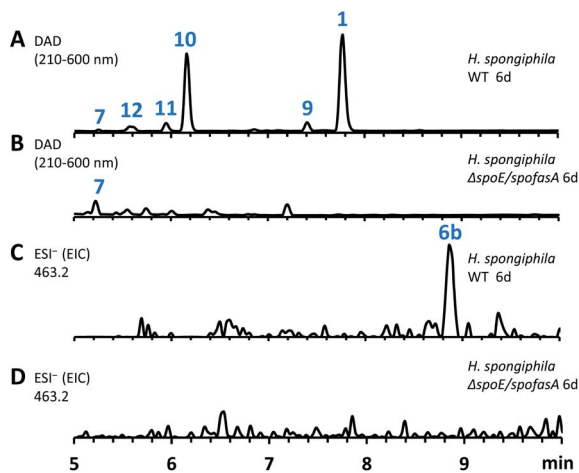 A DAD
(210-600 nm)
7 12 11 10 9 1
H. spongiphila
WT 6d
B DAD
(210-600 nm)
7
H. spongiphila
ΔspoE/spofasA 6d
C ESI⁻ (EIC)
463.2
6b
H. spongiphila
WT 6d
D ESI⁻ (EIC)
463.2
H. spongiphila
ΔspoE/spofasA 6d
5 6 7 8 9 min